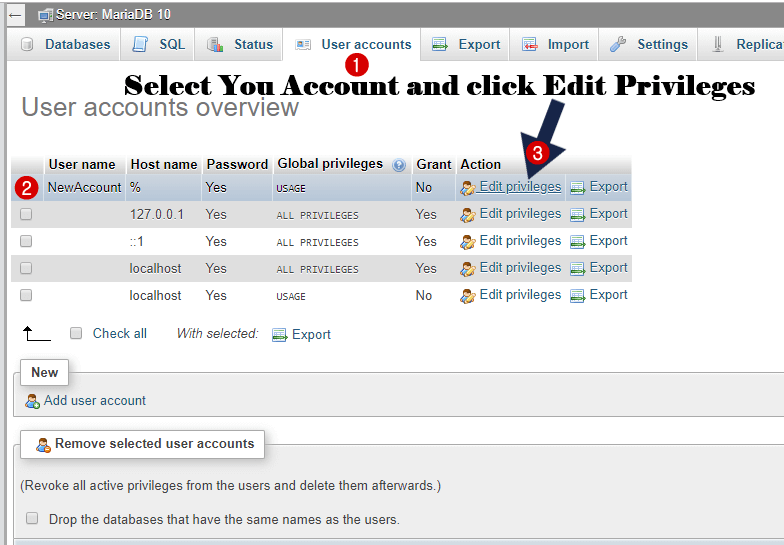 ← Server: MariaDB 10
Databases SQL Status User accounts Export Import Settings Replica
1
Select You Account and click Edit Privileges
User accounts overview
3
User name Host name Password Global privileges ? Grant Action
2 NewAccount % Yes USAGE No Edit privileges Export
127.0.0.1 Yes ALL PRIVILEGES Yes Edit privileges Export
::1 Yes ALL PRIVILEGES Yes Edit privileges Export
localhost Yes ALL PRIVILEGES Yes Edit privileges Export
localhost Yes USAGE No Edit privileges Export
Check all With selected: Export
New
Add user account
Remove selected user accounts
(Revoke all active privileges from the users and delete them afterwards.)
Drop the databases that have the same names as the users.